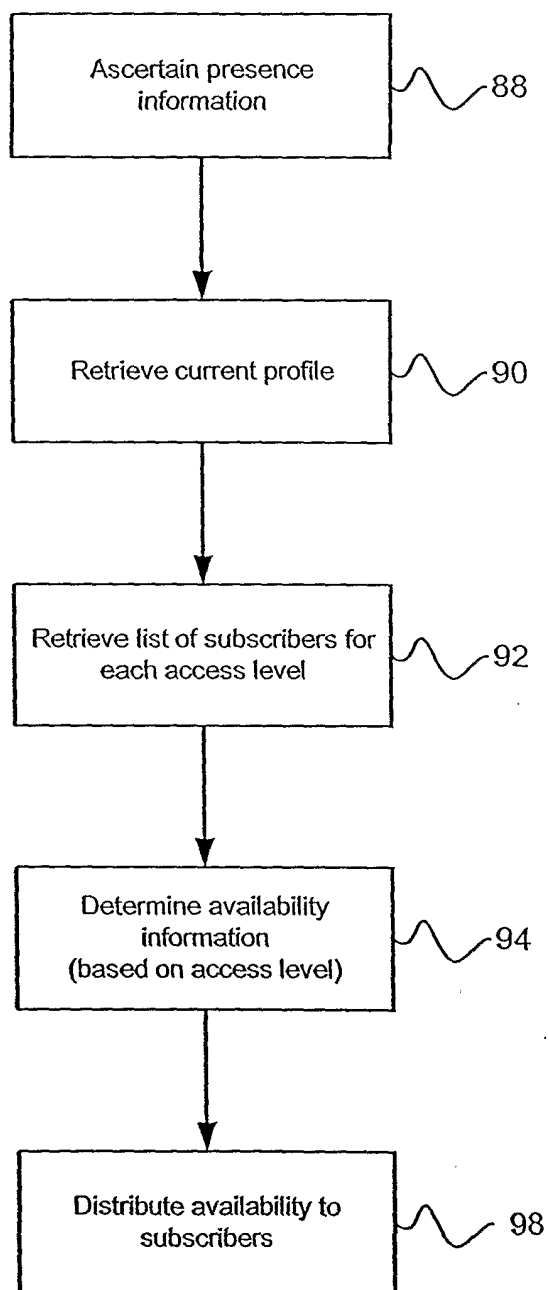 Ascertain presence
information
88
Retrieve current profile
90
Retrieve list of subscribers for
each access level
92
Determine availability
information
(based on access level)
94
Distribute availability to
subscribers
98